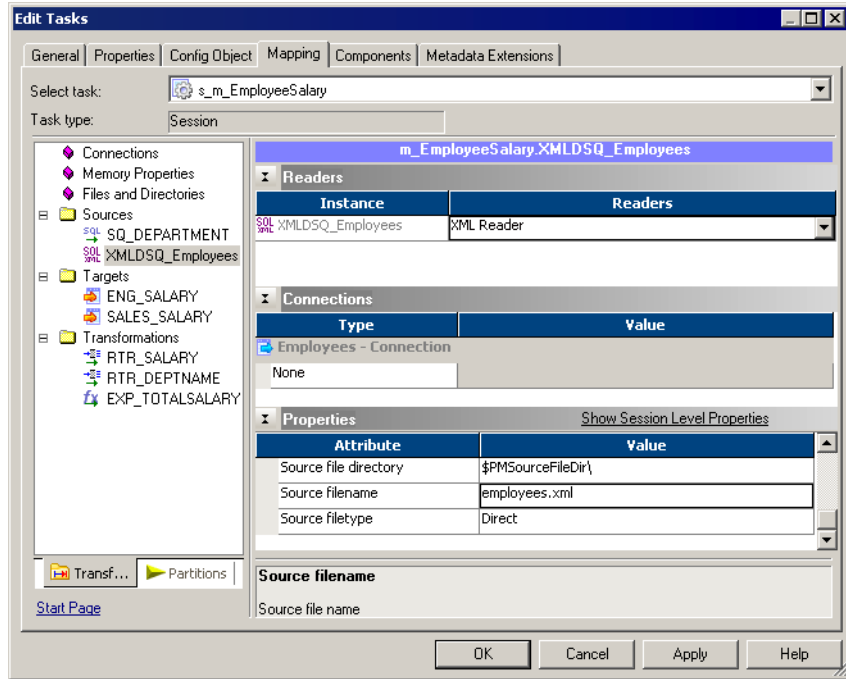 Edit Tasks
General Properties Config Object Mapping Components Metadata Extensions
Select task: s_m_EmployeeSalary
Task type: Session
Connections
Memory Properties
Files and Directories
Sources
SQ_DEPARTMENT
XMLDSQ_Employees
Targets
ENG_SALARY
SALES_SALARY
Transformations
RTR_SALARY
RTR_DEPTNAME
EXP_TOTALSALARY
Transf... Partitions
Start Page
m_EmployeeSalary.XMLDSQ_Employees
Readers
Instance Readers
XMLDSQ_Employees XML Reader
Connections
Type Value
Employees - Connection
None
Properties Show Session Level Properties
Attribute Value
Source file directory $PMSourceFileDir\
Source filename employees.xml
Source filetype Direct
Source filename
Source file name
OK Cancel Apply Help